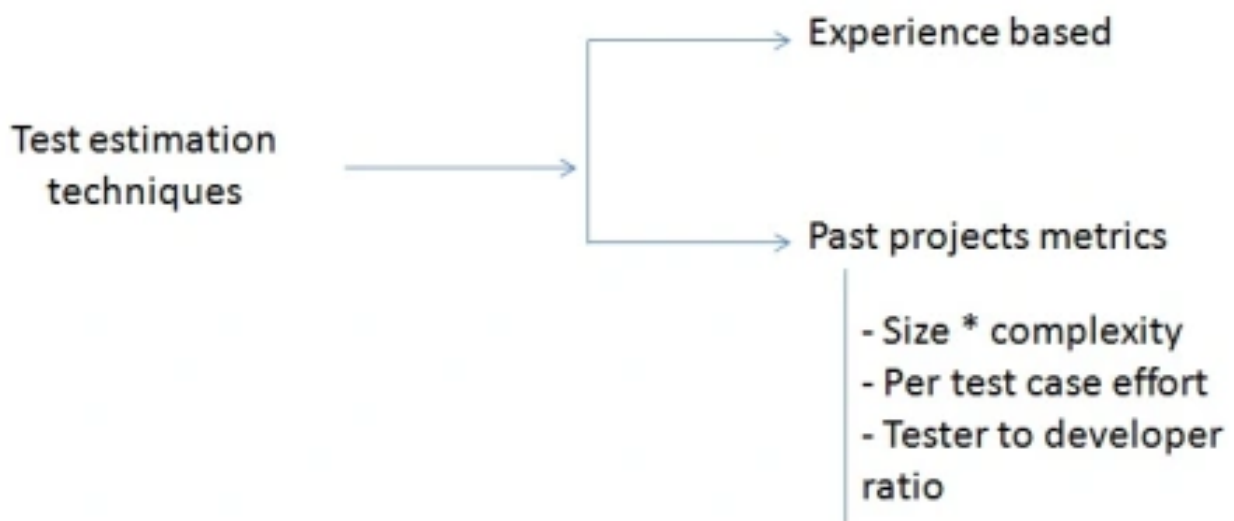 Test estimation
techniques
Experience based
Past projects metrics
- Size * complexity
- Per test case effort
- Tester to developer
ratio